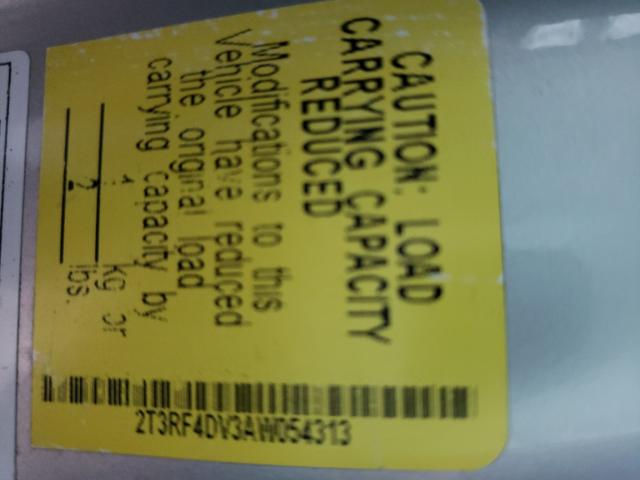 CAUTION: LOAD
CARRYING CAPACITY
REDUCED
Modifications to this
Vehicle have reduced
the original load
carrying capacity by
kg or
2 lbs.
2T3RF4DV3AW054313